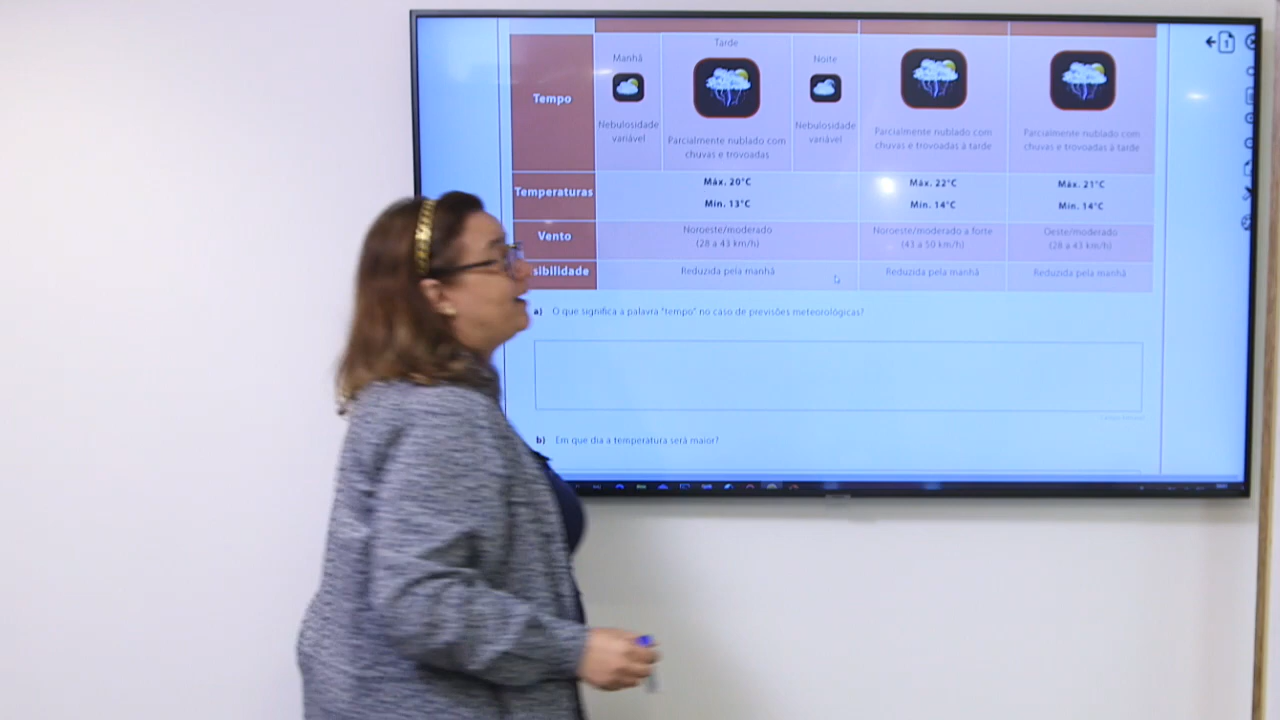 Tempo
Manhã
Nebulosidade
variável
Tarde
Parcialmente nublado com
chuvas e trovoadas
Noite
Nebulosidade
variável
Parcialmente nublado com
chuvas e trovoadas à tarde
Parcialmente nublado com
chuvas e trovoadas à tarde
Temperaturas
Máx. 20°C
Mín. 13°C
Máx. 22°C
Mín. 14°C
Máx. 21°C
Mín. 14°C
Vento
Noroeste/moderado
(28 a 43 km/h)
Noroeste/moderado a forte
(43 a 50 km/h)
Oeste/moderado
(28 a 43 km/h)
sibilidade
Reduzida pela manhã
Reduzida pela manhã
Reduzida pela manhã
a) O que significa a palavra "tempo" no caso de previsões meteorológicas?
b) Em que dia a temperatura será maior?
1